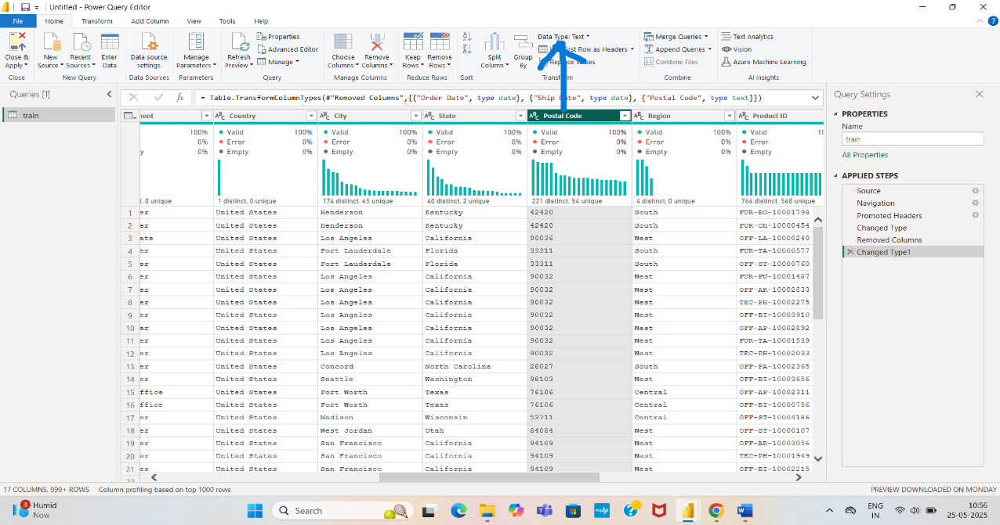 Untitled - Power Query Editor
File Home Transform Add Column View Tools Help
Close & Apply
New Source
Recent Sources
Enter Data
Data source settings
Manage Parameters
Refresh Preview
Properties
Advanced Editor
Manage
Choose Columns
Remove Columns
Keep Rows
Remove Rows
Split Column
Group By
Data Type: Text
First Row as Headers
Replace Values
Merge Queries
Append Queries
Combine Files
Text Analytics
Vision
Azure Machine Learning
Close New Query Data Sources Parameters Query Manage Columns Reduce Rows Sort Transform Combine AI Insights
Queries [1]
train
= Table.TransformColumnTypes(#"Removed Columns",{{"Order Date", type date}, {"Ship Date", type date}, {"Postal Code", type text}})
nent Country City State Postal Code Region Product ID
100% Valid 100% Valid 100% Valid 100% Valid 100% Valid 100% Valid
0% Error 0% Error 0% Error 0% Error 0% Error 0% Error
y 0% Empty 0% Empty 0% Empty 0% Empty 0% Empty 0% Empty
t, 0 unique 1 distinct, 0 unique 174 distinct, 45 unique 40 distinct, 2 unique 221 distinct, 54 unique 4 distinct, 0 unique 764 distinct, 568 unique
1 er United States Henderson Kentucky 42420 South FUR-BO-10001798
2 er United States Henderson Kentucky 42420 South FUR-CH-10000454
3 ate United States Los Angeles California 90036 West OFF-LA-10000240
4 er United States Fort Lauderdale Florida 33311 South FUR-TA-10000577
5 er United States Fort Lauderdale Florida 33311 South OFF-ST-10000760
6 er United States Los Angeles California 90032 West FUR-FU-10001487
7 er United States Los Angeles California 90032 West OFF-AR-10002833
8 er United States Los Angeles California 90032 West TEC-PH-10002275
9 er United States Los Angeles California 90032 West OFF-BI-10003910
10 er United States Los Angeles California 90032 West OFF-AP-10002892
11 er United States Los Angeles California 90032 West FUR-TA-10001539
12 er United States Los Angeles California 90032 West TEC-PH-10002033
13 er United States Concord North Carolina 28027 South OFF-PA-10002365
14 er United States Seattle Washington 98103 West OFF-BI-10003656
15 ffice United States Fort Worth Texas 76106 Central OFF-AP-10002311
16 ffice United States Fort Worth Texas 76106 Central OFF-BI-10000756
17 er United States Madison Wisconsin 53711 Central OFF-ST-10004186
18 er United States West Jordan Utah 84084 West OFF-ST-10000107
19 er United States San Francisco California 94109 West OFF-AR-10003056
20 er United States San Francisco California 94109 West TEC-PH-10001949
21 er United States San Francisco California 94109 West OFF-BI-10002215
Query Settings
PROPERTIES
Name
train
All Properties
APPLIED STEPS
Source
Navigation
Promoted Headers
Changed Type
Removed Columns
Changed Type1
17 COLUMNS, 999+ ROWS Column profiling based on top 1000 rows PREVIEW DOWNLOADED ON MONDAY
3 Humid
Now
Search
ENG
IN
10:56
25-05-2025